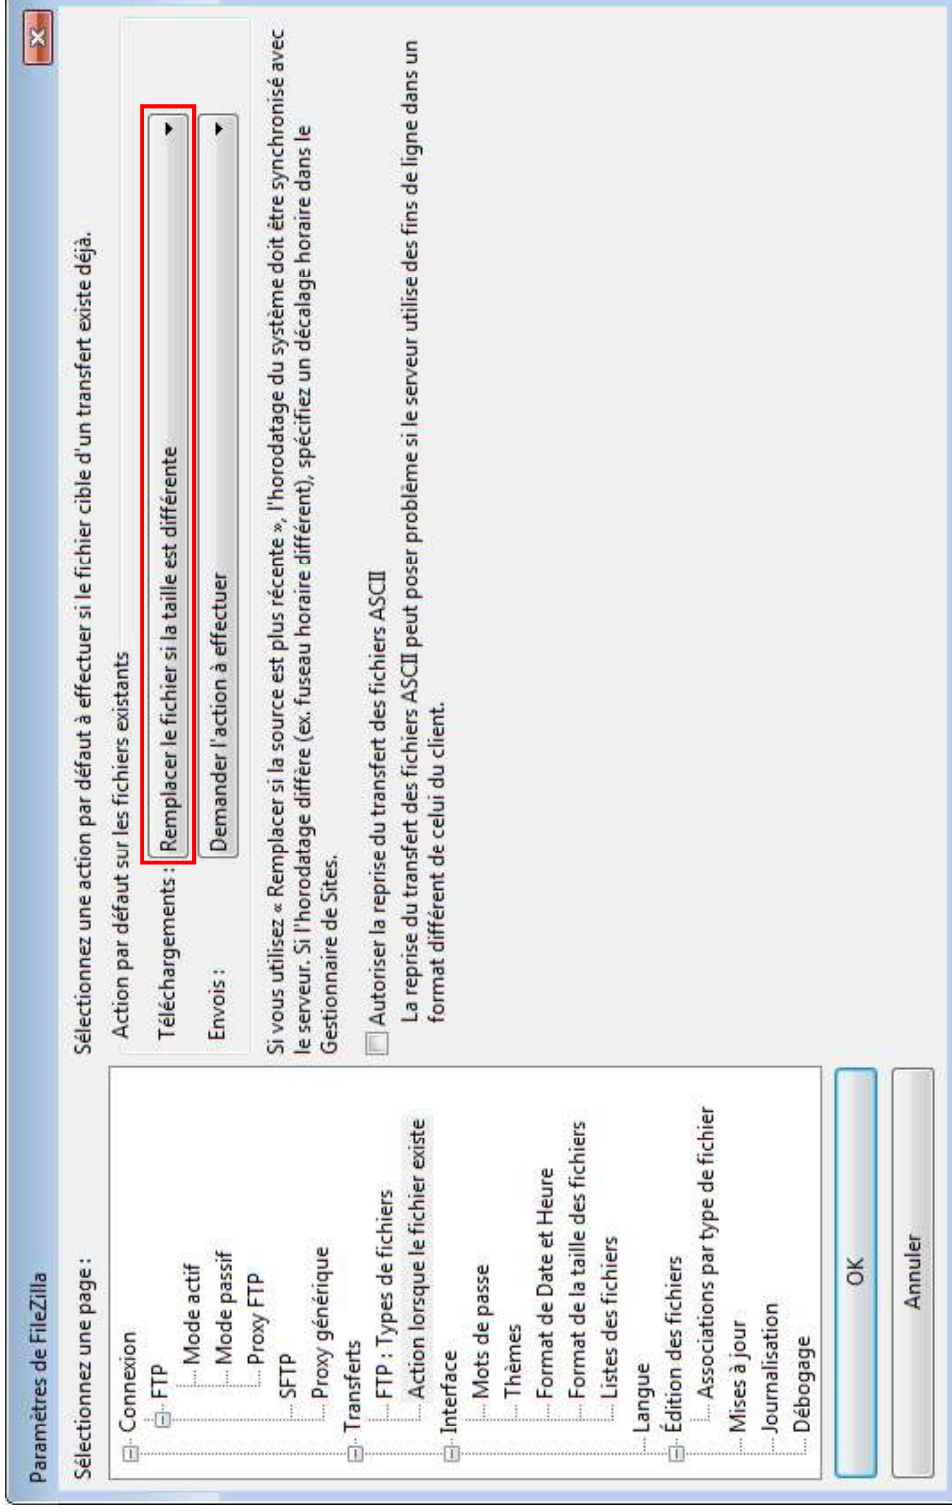 Paramètres de FileZilla
Sélectionnez une page :
Connexion
FTP
Mode actif
Mode passif
Proxy FTP
SFTP
Proxy générique
Transferts
FTP : Types de fichiers
Action lorsque le fichier existe
Interface
Mots de passe
Thèmes
Format de Date et Heure
Format de la taille des fichiers
Listes des fichiers
Langue
Édition des fichiers
Associations par type de fichier
Mises à jour
Journalisation
Débogage
OK
Annuler
Sélectionnez une action par défaut à effectuer si le fichier cible d'un transfert existe déjà.
Action par défaut sur les fichiers existants
Téléchargements : Remplacer le fichier si la taille est différente
Envois : Demander l'action à effectuer
Si vous utilisez « Remplacer si la source est plus récente », l'horodatage du système doit être synchronisé avec
le serveur. Si l'horodatage diffère (ex. fuseau horaire différent), spécifiez un décalage horaire dans le
Gestionnaire de Sites.
Autoriser la reprise du transfert des fichiers ASCII
La reprise du transfert des fichiers ASCII peut poser problème si le serveur utilise des fins de ligne dans un
format différent de celui du client.